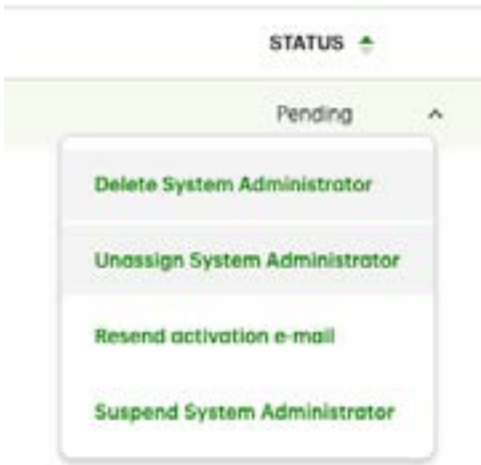 STATUS
Pending
Delete System Administrator
Unassign System Administrator
Resend activation e-mail
Suspend System Administrator